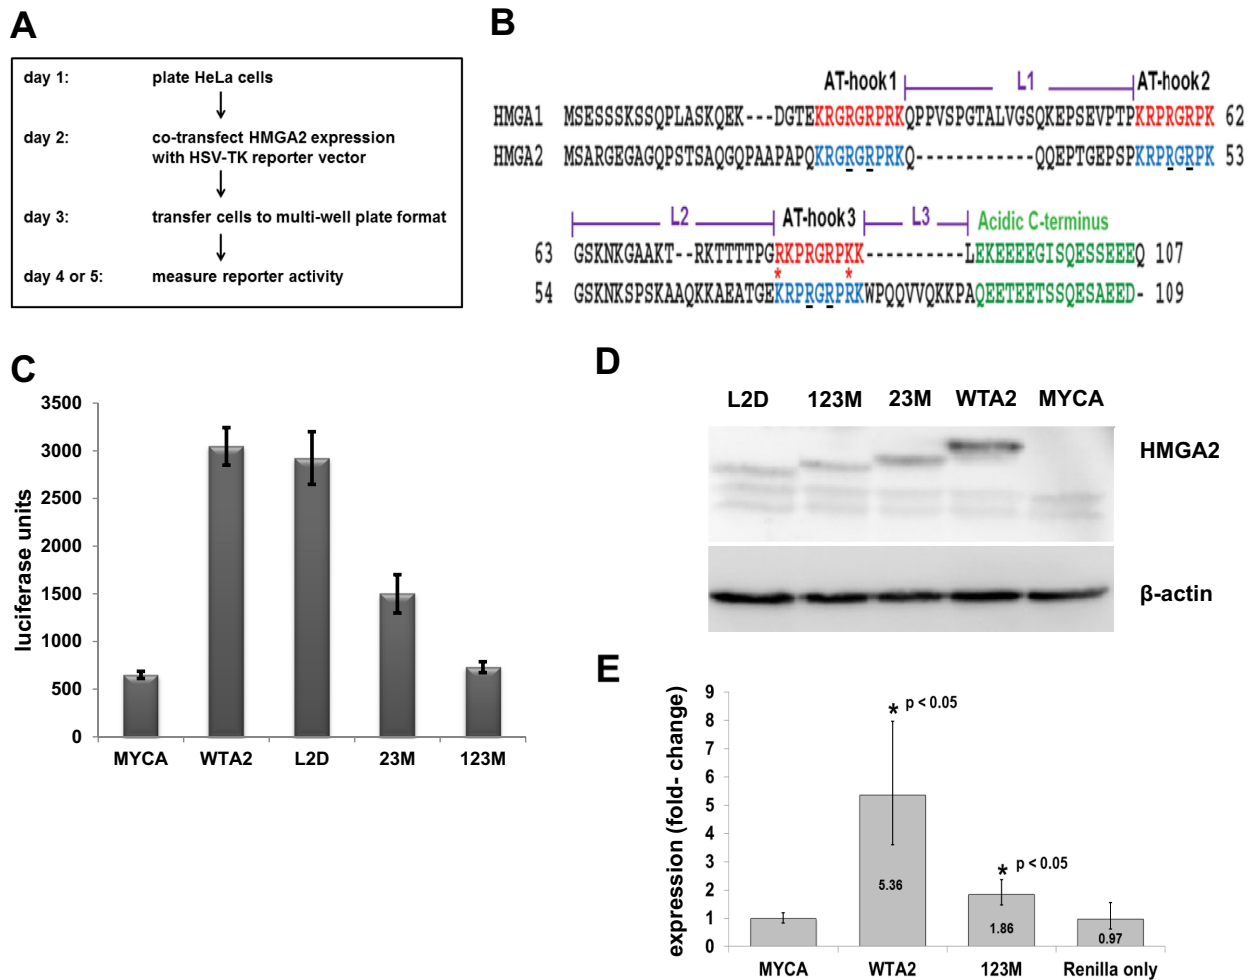 A
day 1: plate HeLa cells
day 2: co-transfect HMGA2 expression
with HSV-TK reporter vector
day 3: transfer cells to multi-well plate format
day 4 or 5: measure reporter activity
B
AT-hook1 L1 AT-hook2
HMGA1 MSESSSKSSQPLASKQEK---DGTEKRGRGRPRKQPPVSPGTALVGSQKEPSEVPTPKRPRGRPK 62
HMGA2 MSARGEGAGQPSTSAQGQPAAPAPQKRGRGRPRKQ------------QQEPTGEPSPKRPRGRPK 53
L2 AT-hook3 L3 Acidic C-terminus
63 GSKNKGAAKT--RKTTTTPGRKPRGRPKK----------LEKEEEEGISQESSEEEQ 107
* *
54 GSKNKSPSKAAQKKAEATGEKRPRGRPRKWPQQVVQKKPAQEETEETSSQESAEED- 109
C
luciferase units
3500
3000
2500
2000
1500
1000
500
0
MYCA WTA2 L2D 23M 123M
D
L2D 123M 23M WTA2 MYCA
HMGA2
β-actin
E
expression (fold- change)
9
8
7
6
5
4
3
2
1
0
* p < 0.05
* p < 0.05
5.36
1.86
0.97
MYCA WTA2 123M Renilla only